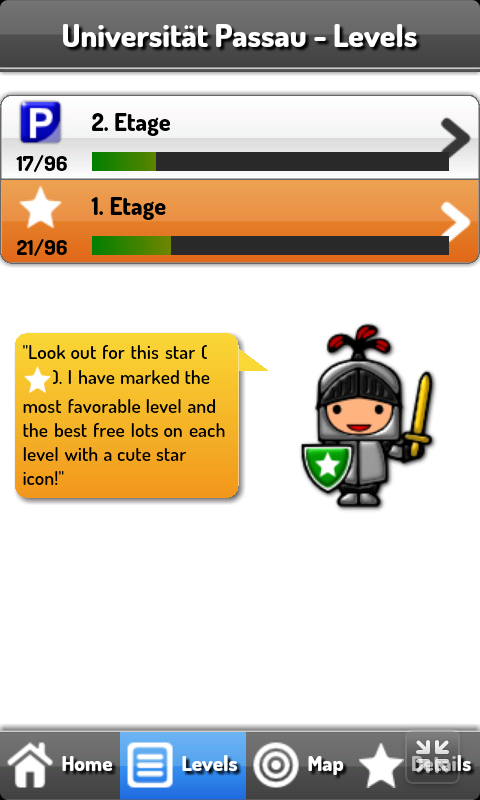 Universität Passau - Levels
P
2. Etage
17/96
1. Etage
21/96
"Look out for this star (
). I have marked the
most favorable level and
the best free lots on each
level with a cute star
icon!"
Home
Levels
Map
Details